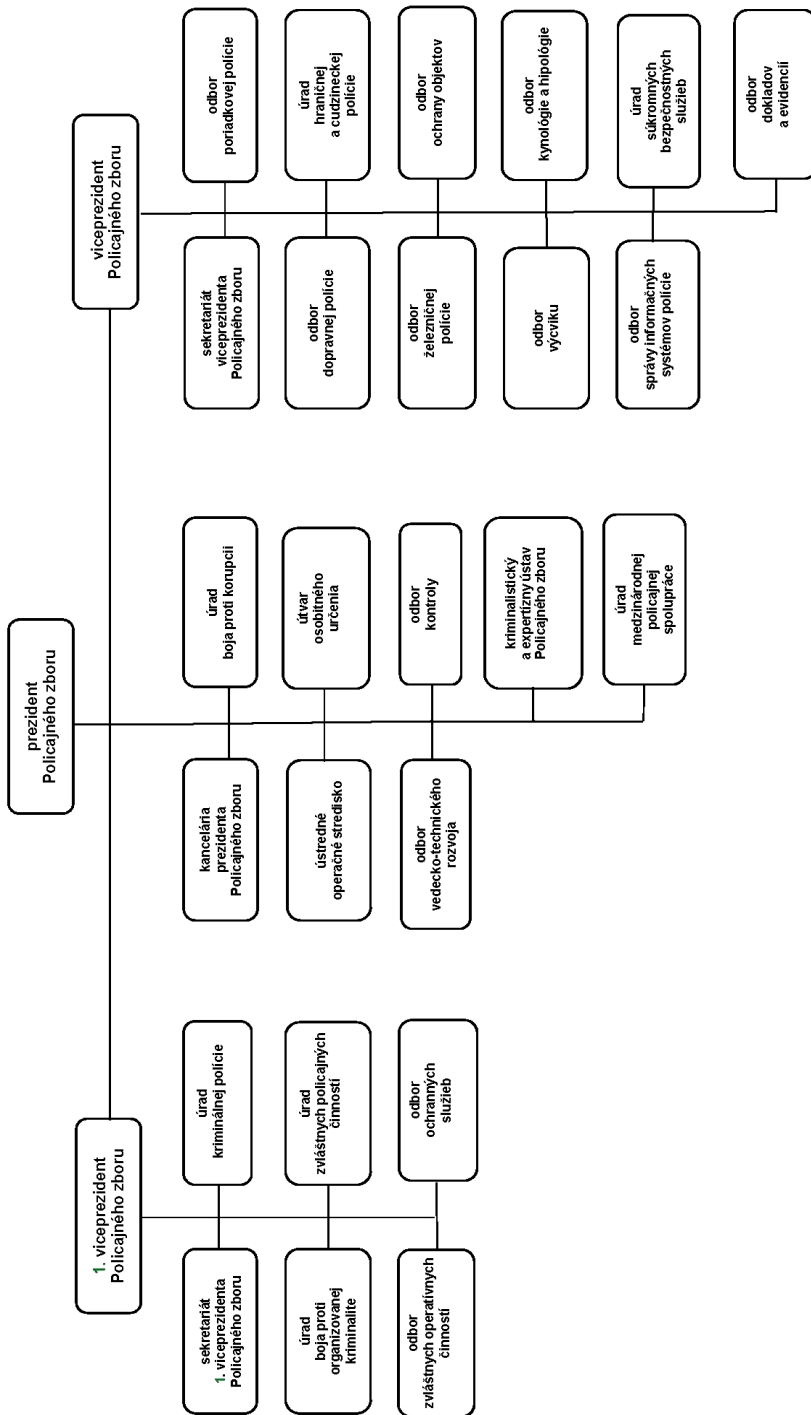 prezident
Policajného zboru
1. viceprezident
Policajného zboru
viceprezident
Policajného zboru
sekretariát
1. viceprezidenta
Policajného zboru
úrad
kriminálnej polície
úrad
boja proti
organizovanej
kriminalite
úrad
zvláštnych policajných
činností
odbor
zvláštnych operatívnych
činností
odbor
ochranných
služieb
kancelária
prezidenta
Policajného zboru
úrad
boja proti korupcii
ústredné
operačné stredisko
útvar
osobitného
určenia
odbor
vedecko-technického
rozvoja
odbor
kontroly
kriminalistický
a expertízny ústav
Policajného zboru
úrad
medzinárodnej
policajnej
spolupráce
sekretariát
viceprezidenta
Policajného zboru
odbor
poriadkovej polície
odbor
dopravnej polície
úrad
hraničnej
a cudzineckej
polície
odbor
železničnej
polície
odbor
ochrany objektov
odbor
výcviku
odbor
kynológie a hipológie
odbor
správy informačných
systémov polície
úrad
súkromných
bezpečnostných
služieb
odbor
dokladov
a evidencií